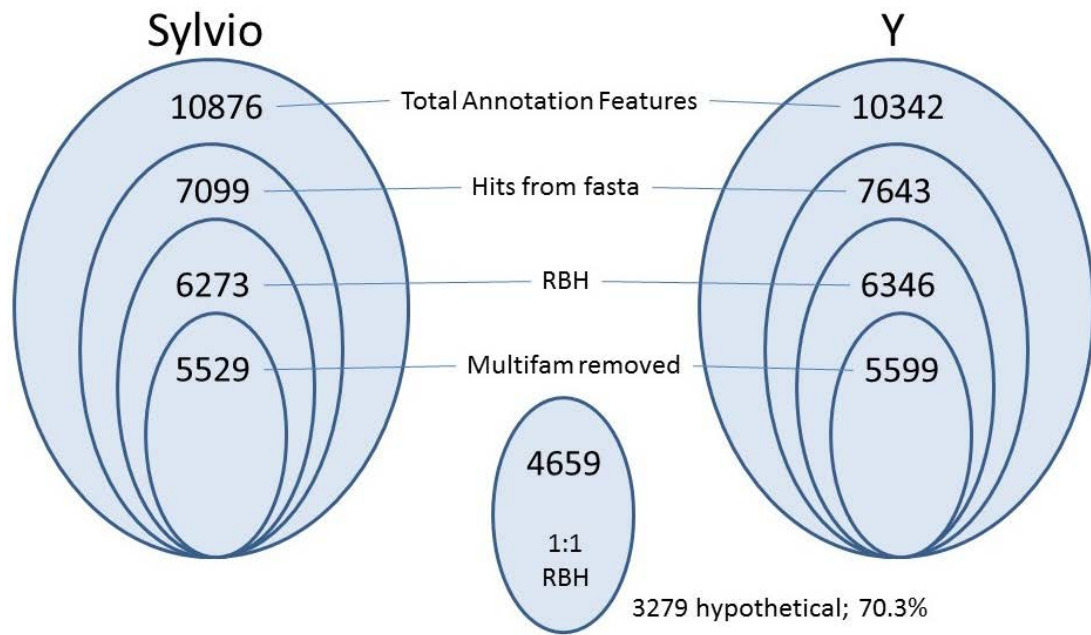 Sylvio Y
10876 Total Annotation Features 10342
7099 Hits from fasta 7643
6273 RBH 6346
5529 Multifam removed 5599
4659
1:1
RBH
3279 hypothetical; 70.3%